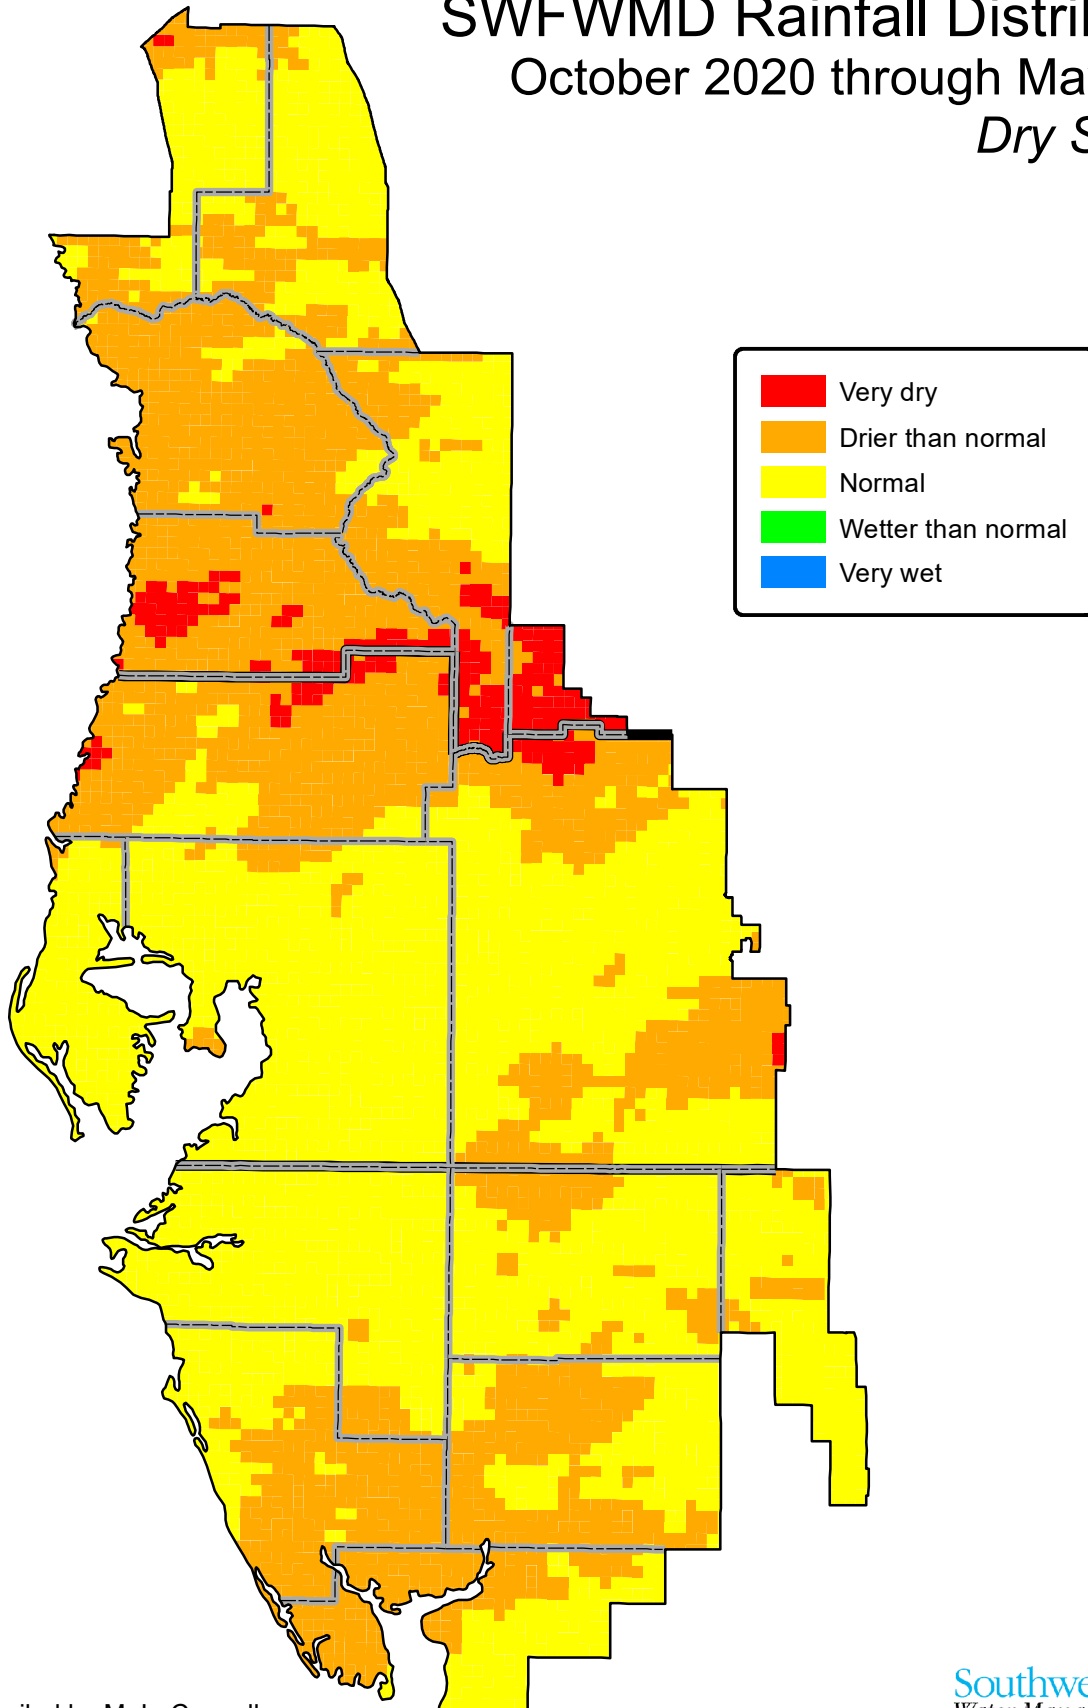 SWFWMD Rainfall Distri
October 2020 through Ma
Dry S
Very dry
Drier than normal
Normal
Wetter than normal
Very wet
Southwe